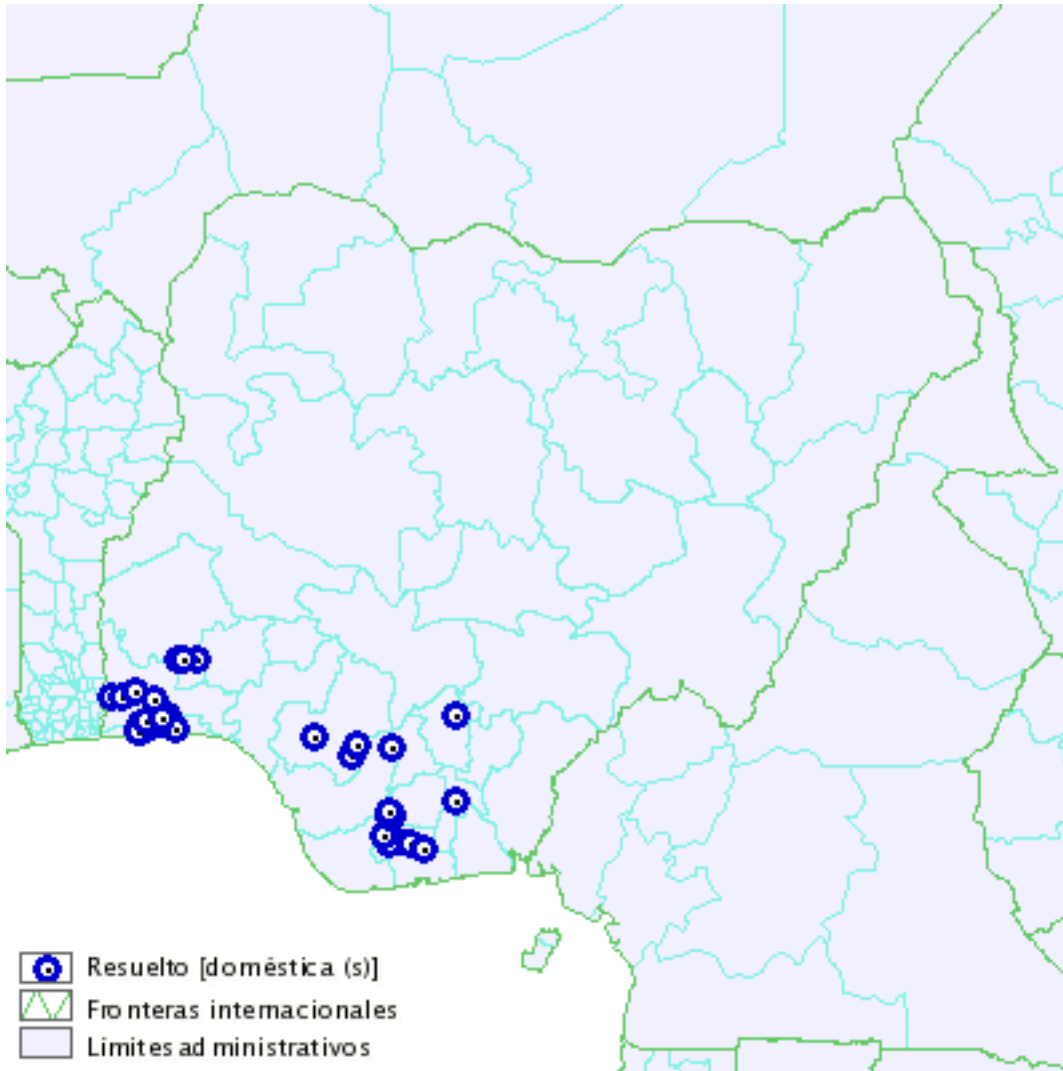 Resuelto [doméstica (s)]
Fronteras internacionales
Límites administrativos